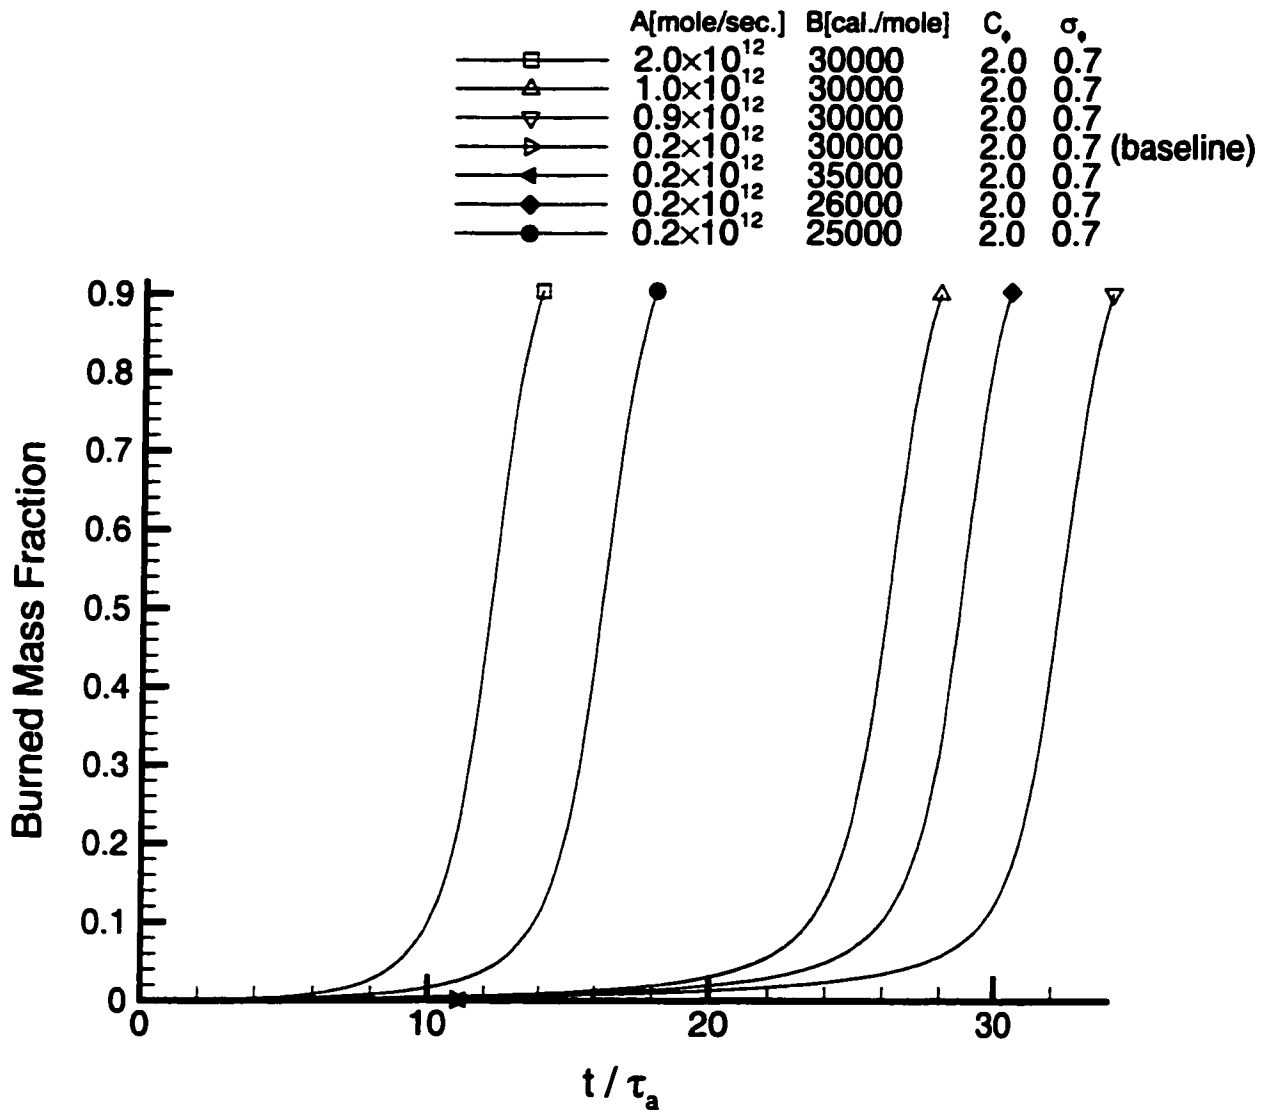 A[mole/sec.] B[cal./mole] Cφ σφ
2.0×10¹² 30000 2.0 0.7
1.0×10¹² 30000 2.0 0.7
0.9×10¹² 30000 2.0 0.7
0.2×10¹² 30000 2.0 0.7 (baseline)
0.2×10¹² 35000 2.0 0.7
0.2×10¹² 26000 2.0 0.7
0.2×10¹² 25000 2.0 0.7
Burned Mass Fraction
0.9
0.8
0.7
0.6
0.5
0.4
0.3
0.2
0.1
0
0 10 20 30
t / τₐ